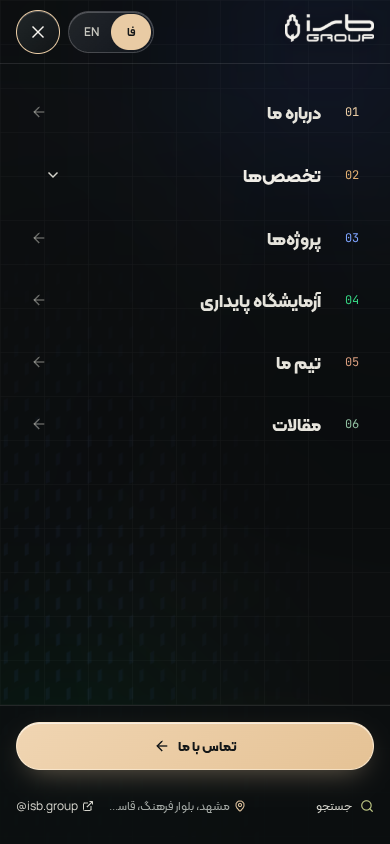 isb GROUP
فا EN
01 درباره ما
02 تخصص‌ها
03 پروژه‌ها
04 آزمایشگاه پایداری
05 تیم ما
06 مقالات
تماس با ما
جستجو مشهد، بلوار فرهنگ، قاس... @isb.group